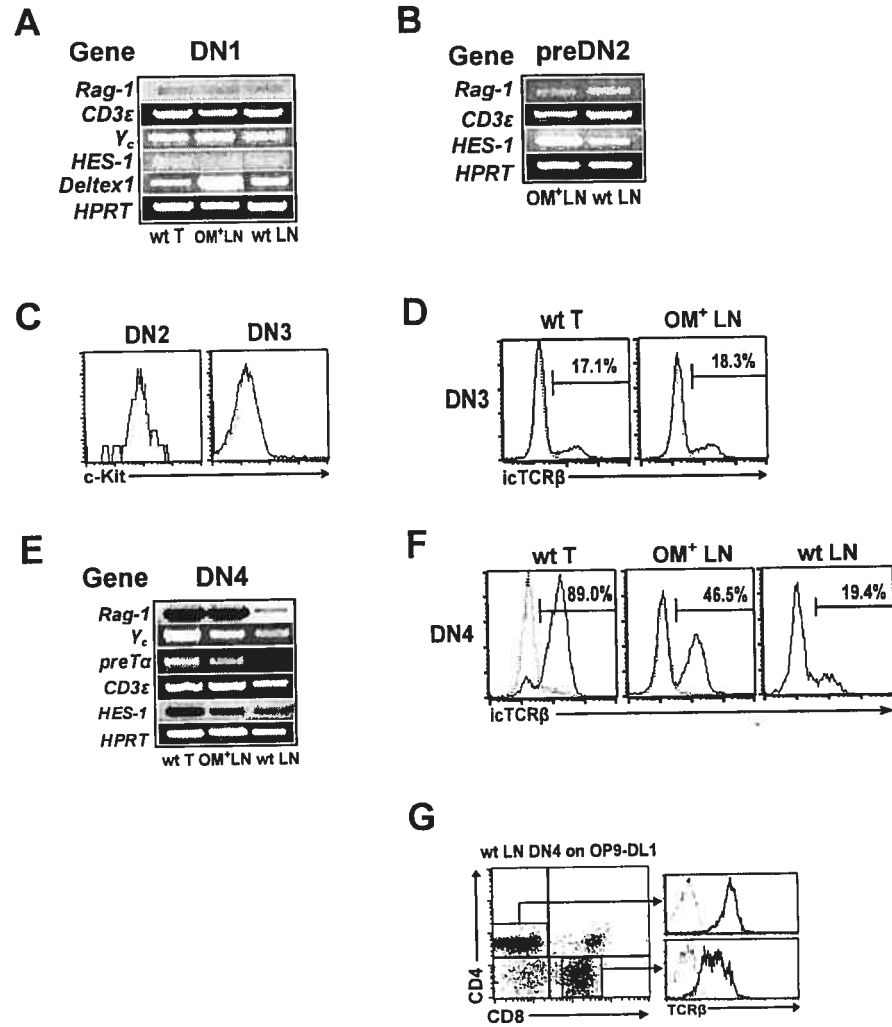 A
Gene DN1
Rag-1
CD3ε
γc
HES-1
Deltex1
HPRT
wt T OM+LN wt LN
B
Gene preDN2
Rag-1
CD3ε
HES-1
HPRT
OM+LN wt LN
C
DN2 DN3
c-Kit
D
wt T OM+ LN
DN3
17.1% 18.3%
icTCRβ
E
Gene DN4
Rag-1
γc
preTα
CD3ε
HES-1
HPRT
wt T OM+LN wt LN
F
wt T OM+ LN wt LN
DN4
89.0% 46.5% 19.4%
icTCRβ
G
wt LN DN4 on OP9-DL1
CD4
CD8
TCRβ